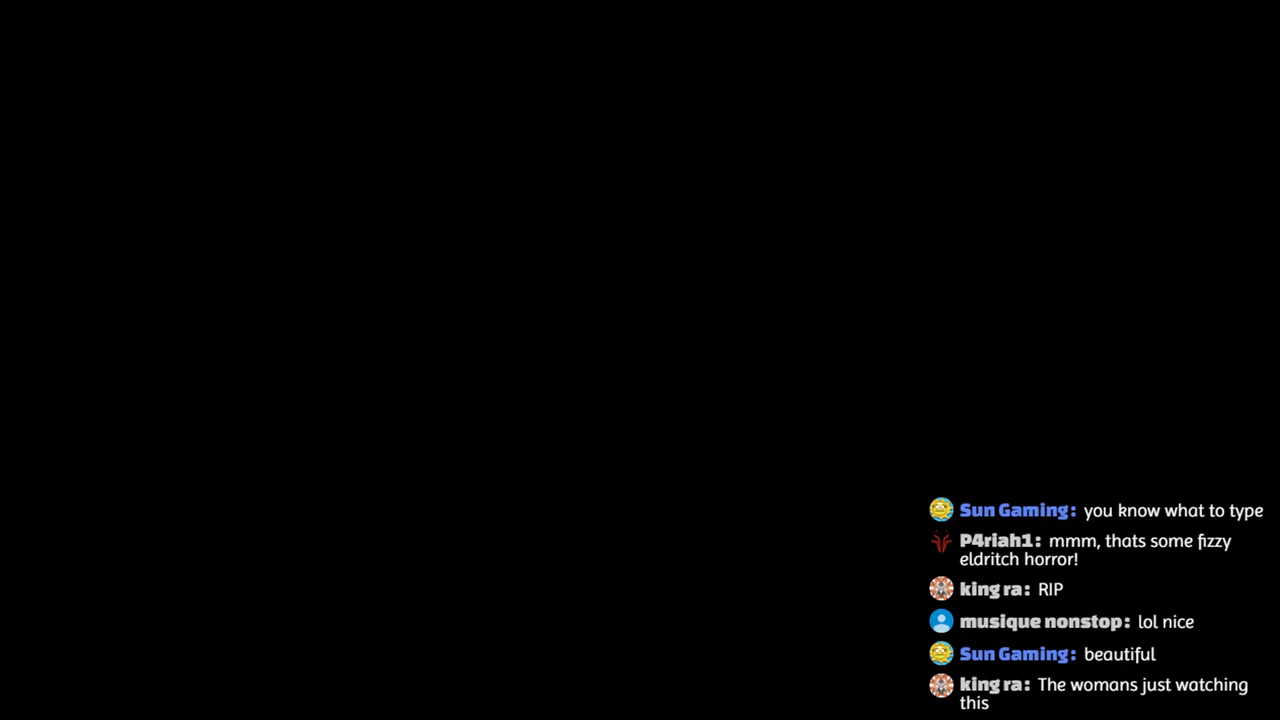 Sun Gaming: you know what to type
P4riah1: mmm, thats some fizzy
eldritch horror!
king ra: RIP
musique nonstop: lol nice
Sun Gaming: beautiful
king ra: The womans just watching
this